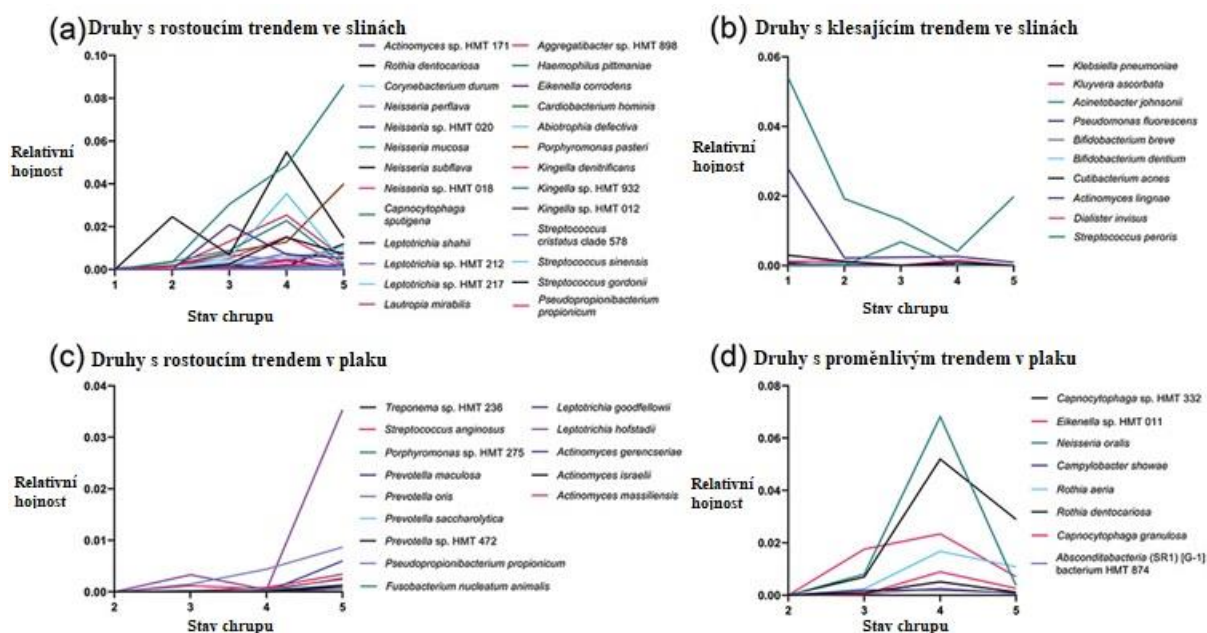 (a) Druhy s rostoucím trendem ve slinách
Relativní
hojnost
0.10
0.08
0.06
0.04
0.02
0.00
1 2 3 4 5
Stav chrupu
Actinomyces sp. HMT 171
Rothia dentocariosa
Corynebacterium durum
Neisseria perflava
Neisseria sp. HMT 020
Neisseria mucosa
Neisseria subflava
Neisseria sp. HMT 018
Capnocytophaga
sputigena
Leptotrichia shahii
Leptotrichia sp. HMT 212
Leptotrichia sp. HMT 217
Lautropia mirabilis
Aggregatibacter sp. HMT 898
Haemophilus pittmaniae
Eikenella corrodens
Cardiobacterium hominis
Abiotrophia defectiva
Porphyromonas pasteri
Kingella denitrificans
Kingella sp. HMT 932
Kingella sp. HMT 012
Streptococcus
cristatus clade 578
Streptococcus sinensis
Streptococcus gordonii
Pseudopropionibacterium
propionicum
(b) Druhy s klesajícím trendem ve slinách
Relativní
hojnost
0.06
0.04
0.02
0.00
1 2 3 4 5
Stav chrupu
Klebsiella pneumoniae
Kluyvera ascorbata
Acinetobacter johnsonii
Pseudomonas fluorescens
Bifidobacterium breve
Bifidobacterium dentium
Cutibacterium acnes
Actinomyces lingnae
Dialister invisus
Streptococcus peroris
(c) Druhy s rostoucím trendem v plaku
Relativní
hojnost
0.04
0.03
0.02
0.01
0.00
2 3 4 5
Stav chrupu
Treponema sp. HMT 236
Streptococcus anginosus
Porphyromonas sp. HMT 275
Prevotella maculosa
Prevotella oris
Prevotella saccharolytica
Prevotella sp. HMT 472
Pseudopropionibacterium propionicum
Fusobacterium nucleatum animalis
Leptotrichia goodfellowii
Leptotrichia hofstadii
Actinomyces gerencseriae
Actinomyces israelii
Actinomyces massiliensis
(d) Druhy s proměnlivým trendem v plaku
Relativní
hojnost
0.08
0.06
0.04
0.02
0.00
2 3 4 5
Stav chrupu
Capnocytophaga sp. HMT 332
Eikenella sp. HMT 011
Neisseria oralis
Campylobacter showae
Rothia aeria
Rothia dentocariosa
Capnocytophaga granulosa
Absconditabacteria (SR1) [G-1]
bacterium HMT 874